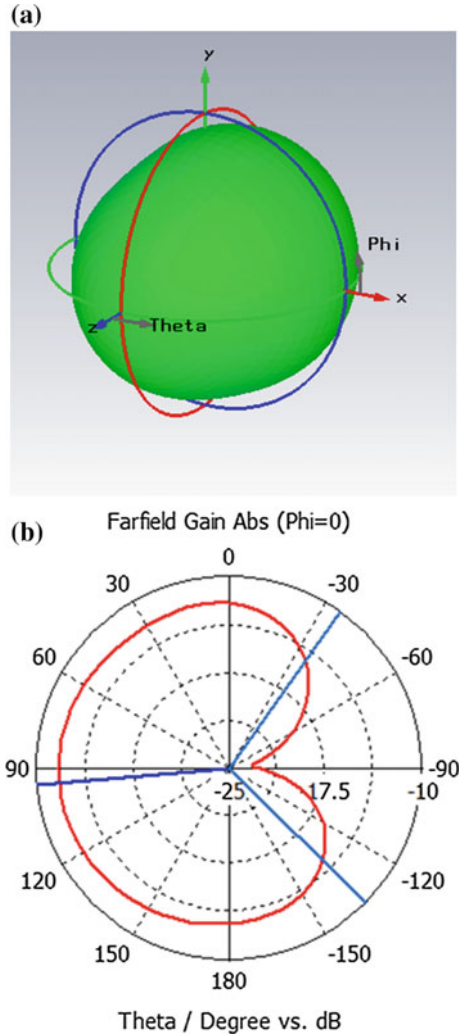 (a)
y
Phi
x
z
Theta
(b)
Farfield Gain Abs (Phi=0)
0
30
-30
60
-60
90
-90
-25
17.5
-10
120
-120
150
-150
180
Theta / Degree vs. dB